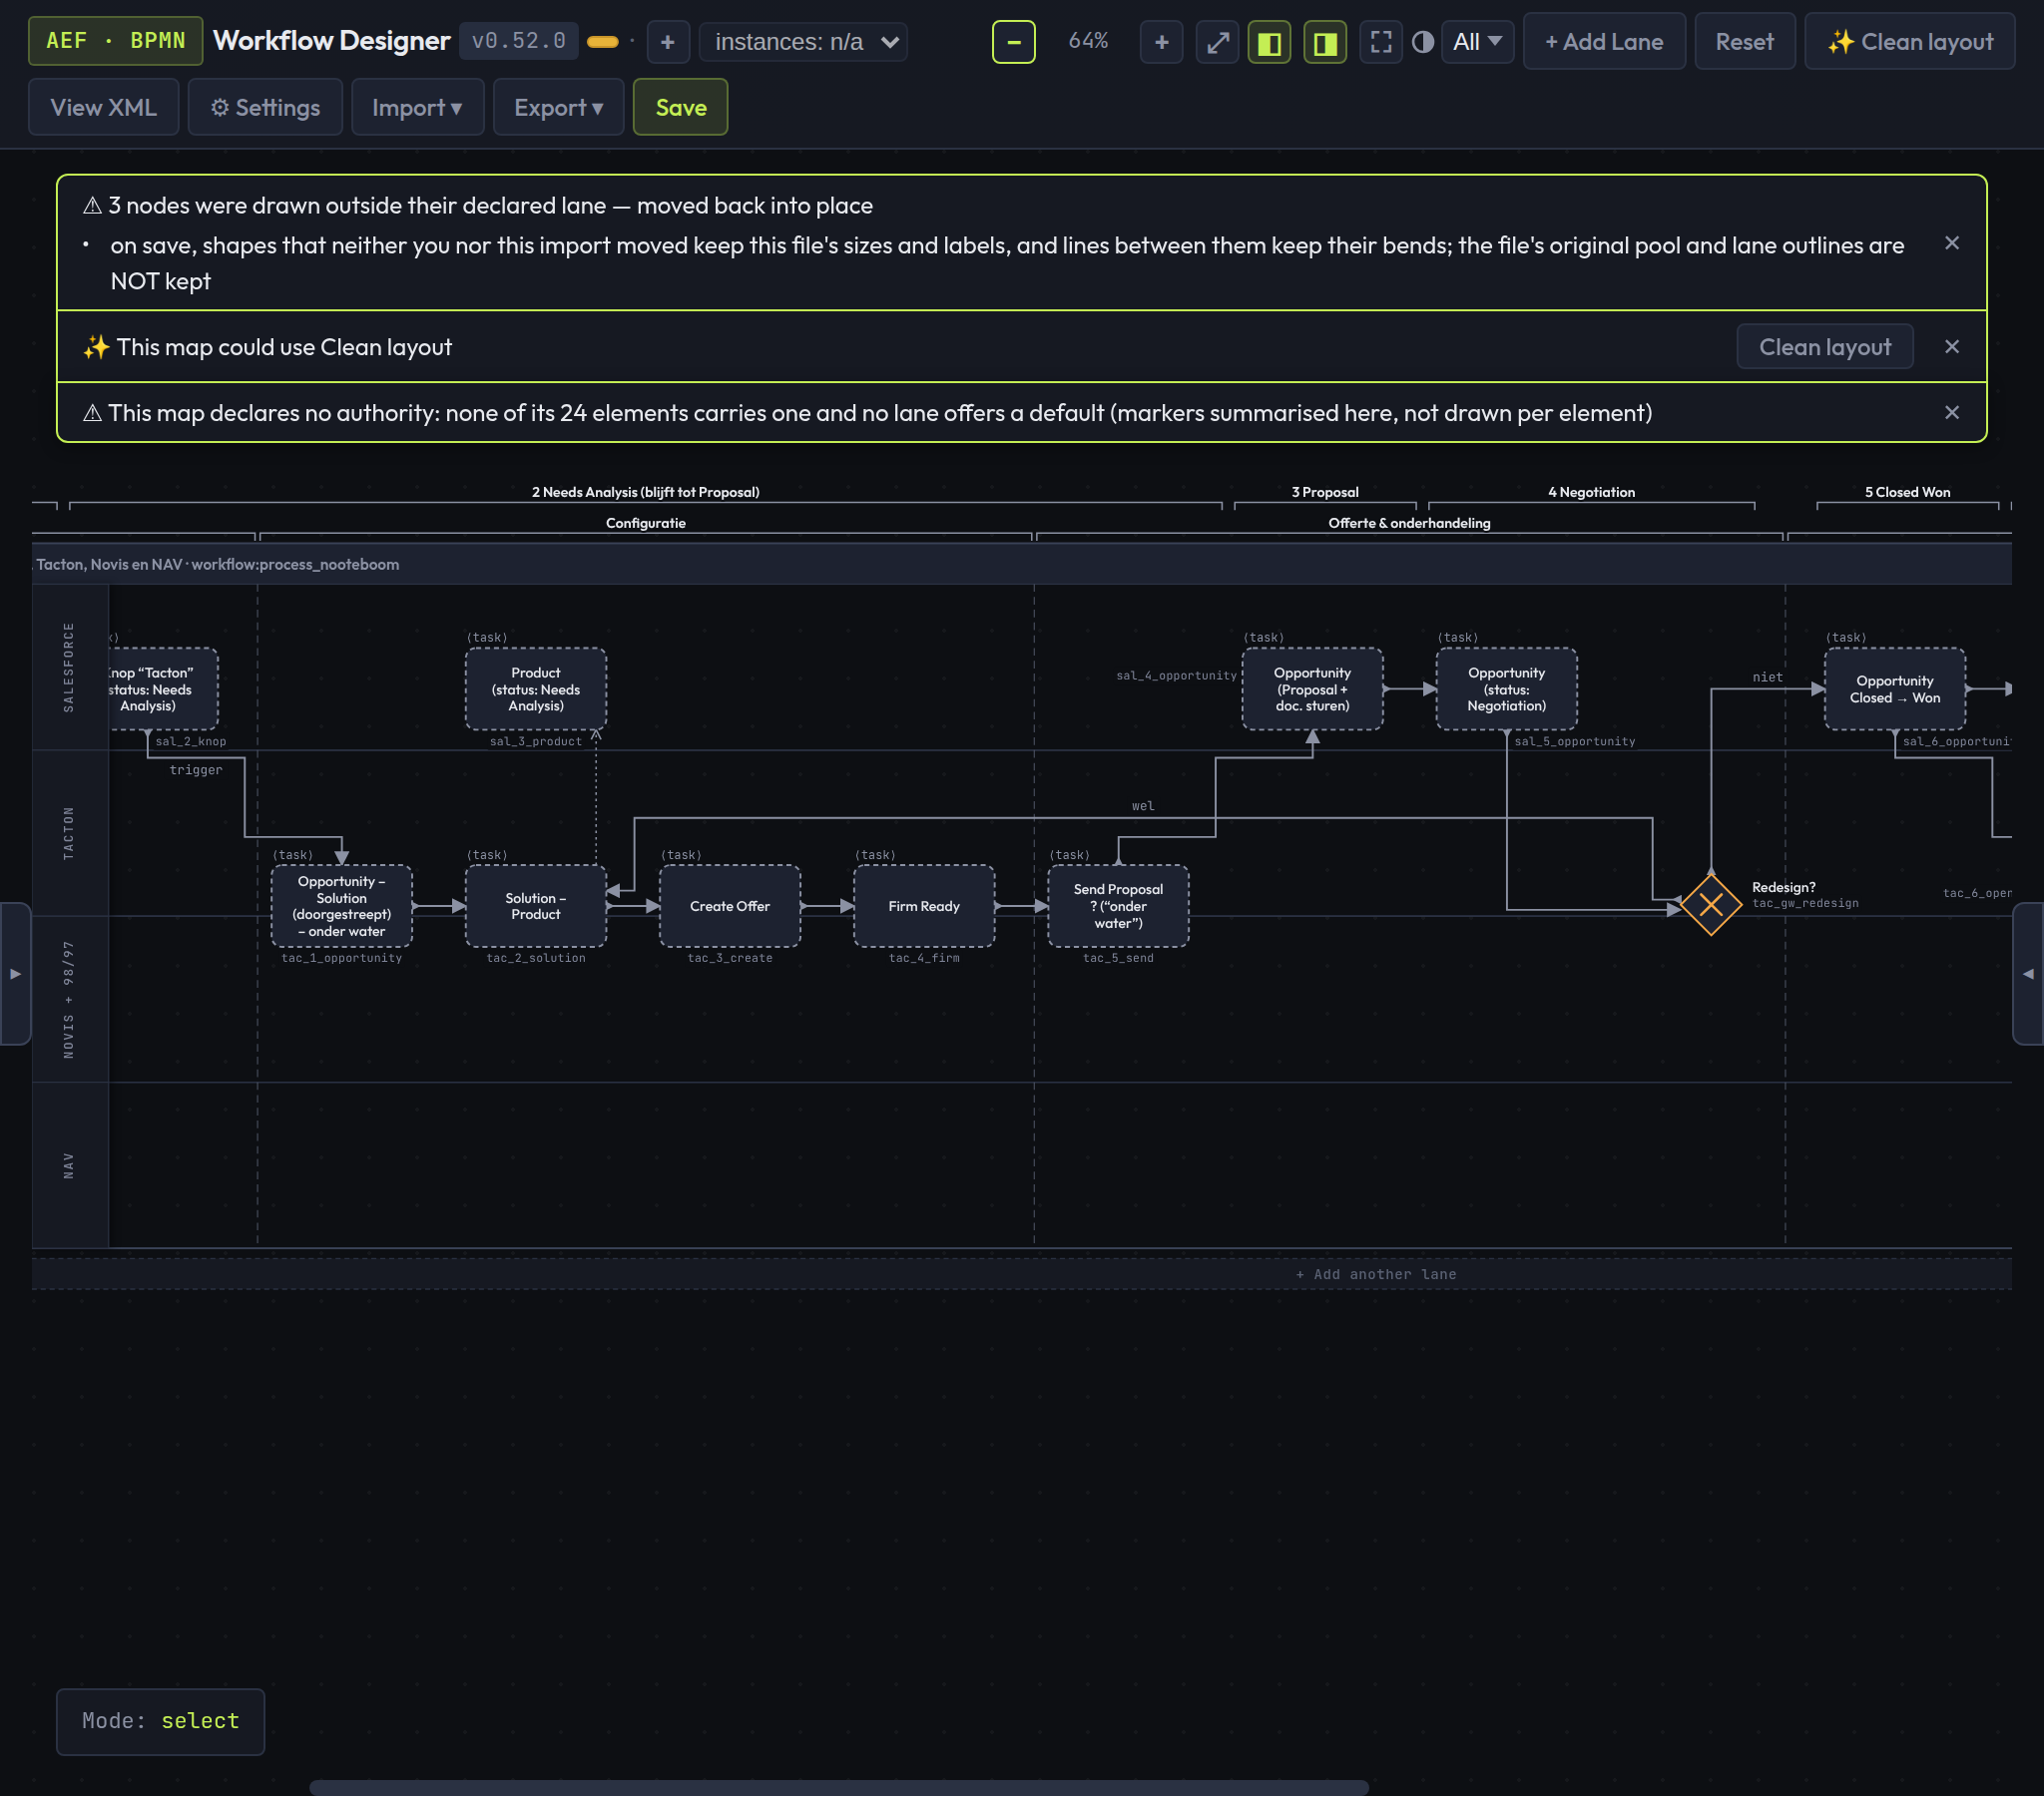 AEF · BPMN Workflow Designer v0.52.0 · + instances: n/a − 64% + All + Add Lane Reset ✨ Clean layout
View XML ⚙ Settings Import ▾ Export ▾ Save
⚠ 3 nodes were drawn outside their declared lane — moved back into place
• on save, shapes that neither you nor this import moved keep this file's sizes and labels, and lines between them keep their bends; the file's original pool and lane outlines are
NOT kept
✨ This map could use Clean layout Clean layout
⚠ This map declares no authority: none of its 24 elements carries one and no lane offers a default (markers summarised here, not drawn per element)
2 Needs Analysis (blijft tot Proposal) 3 Proposal 4 Negotiation 5 Closed Won
Configuratie Offerte & onderhandeling
, Tacton, Novis en NAV · workflow:process_nooteboom
SALESFORCE
nop “Tacton”
status: Needs
Analysis)
sal_2_knop
trigger
⟨task⟩
Product
(status: Needs
Analysis)
sal_3_product
sal_4_opportunity
⟨task⟩
Opportunity
(Proposal +
doc. sturen)
⟨task⟩
Opportunity
(status:
Negotiation)
sal_5_opportunity
niet
⟨task⟩
Opportunity
Closed → Won
sal_6_opportuni
TACTON
wel
⟨task⟩
Opportunity –
Solution
(doorgestreept)
– onder water
tac_1_opportunity
⟨task⟩
Solution –
Product
tac_2_solution
⟨task⟩
Create Offer
tac_3_create
⟨task⟩
Firm Ready
tac_4_firm
⟨task⟩
Send Proposal
? (“onder
water”)
tac_5_send
Redesign?
tac_gw_redesign
tac_6_oper
NOVIS + 98/97
NAV
+ Add another lane
Mode: select